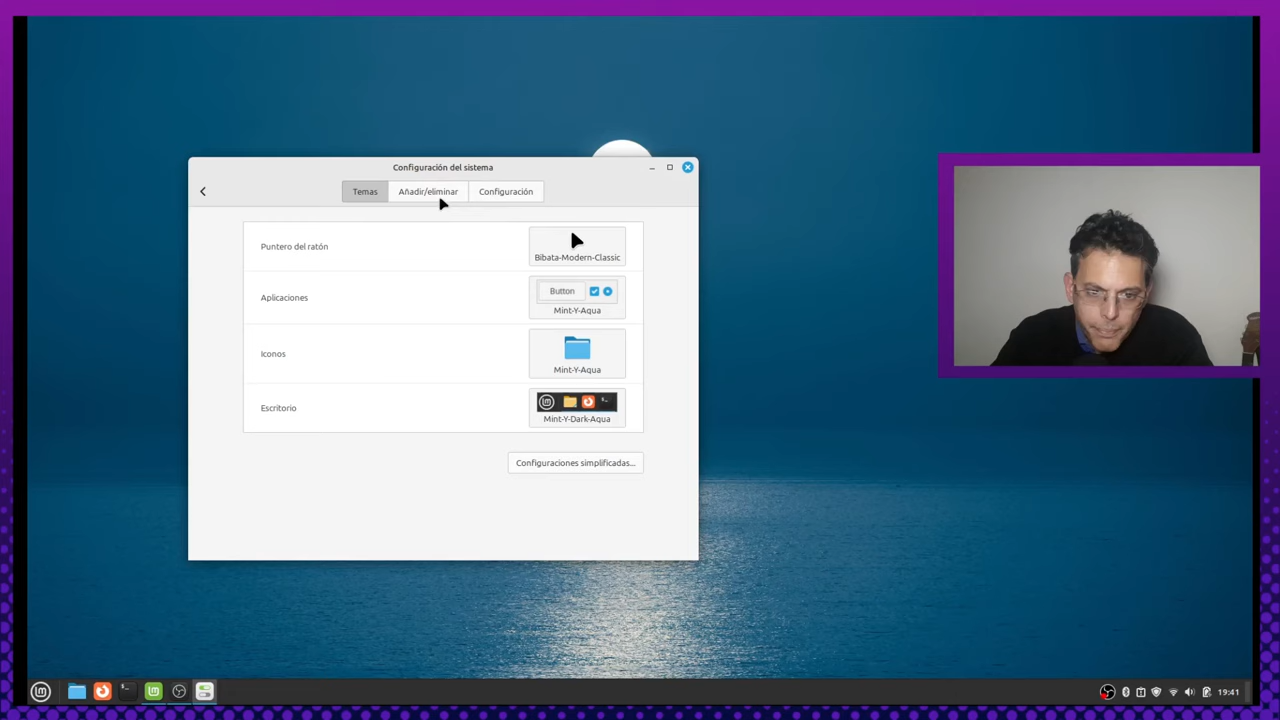 Configuración del sistema
Temas
Añadir/eliminar
Configuración
Puntero del ratón
Bibata-Modern-Classic
Aplicaciones
Button
Mint-Y-Aqua
Iconos
Mint-Y-Aqua
Escritorio
Mint-Y-Dark-Aqua
Configuraciones simplificadas...
19:41